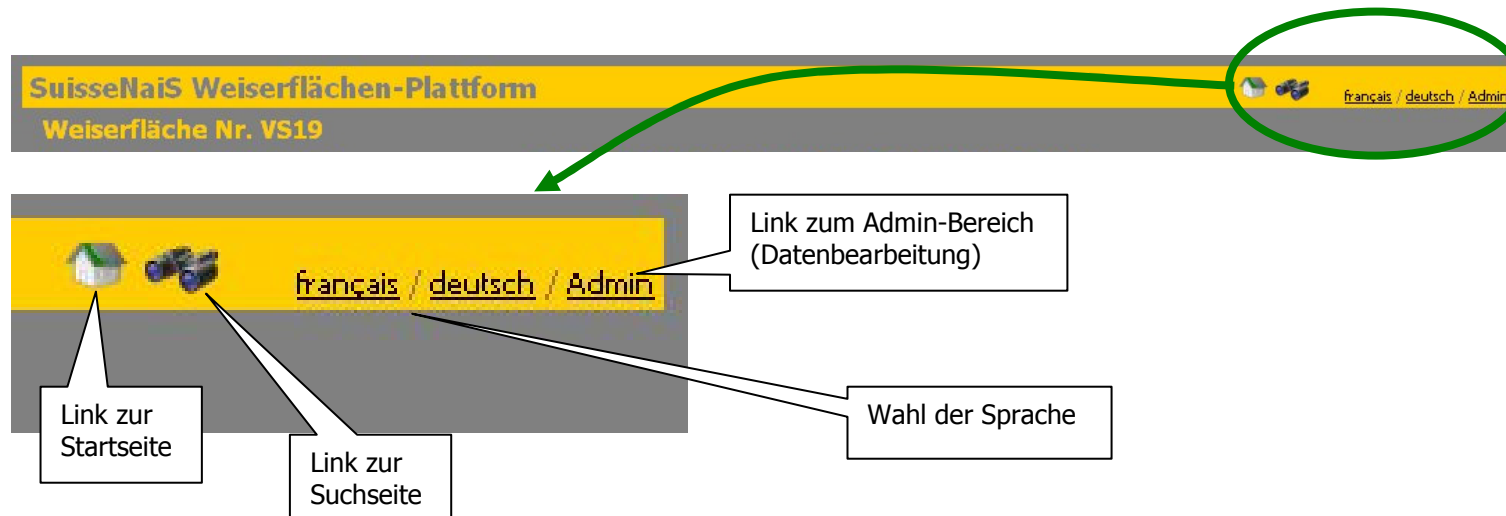 SuisseNaiS Weiserflächen-Plattform
français / deutsch / Admin
Weiserfläche Nr. VS19
Link zum Admin-Bereich
(Datenbearbeitung)
français / deutsch / Admin
Link zur
Startseite
Wahl der Sprache
Link zur
Suchseite